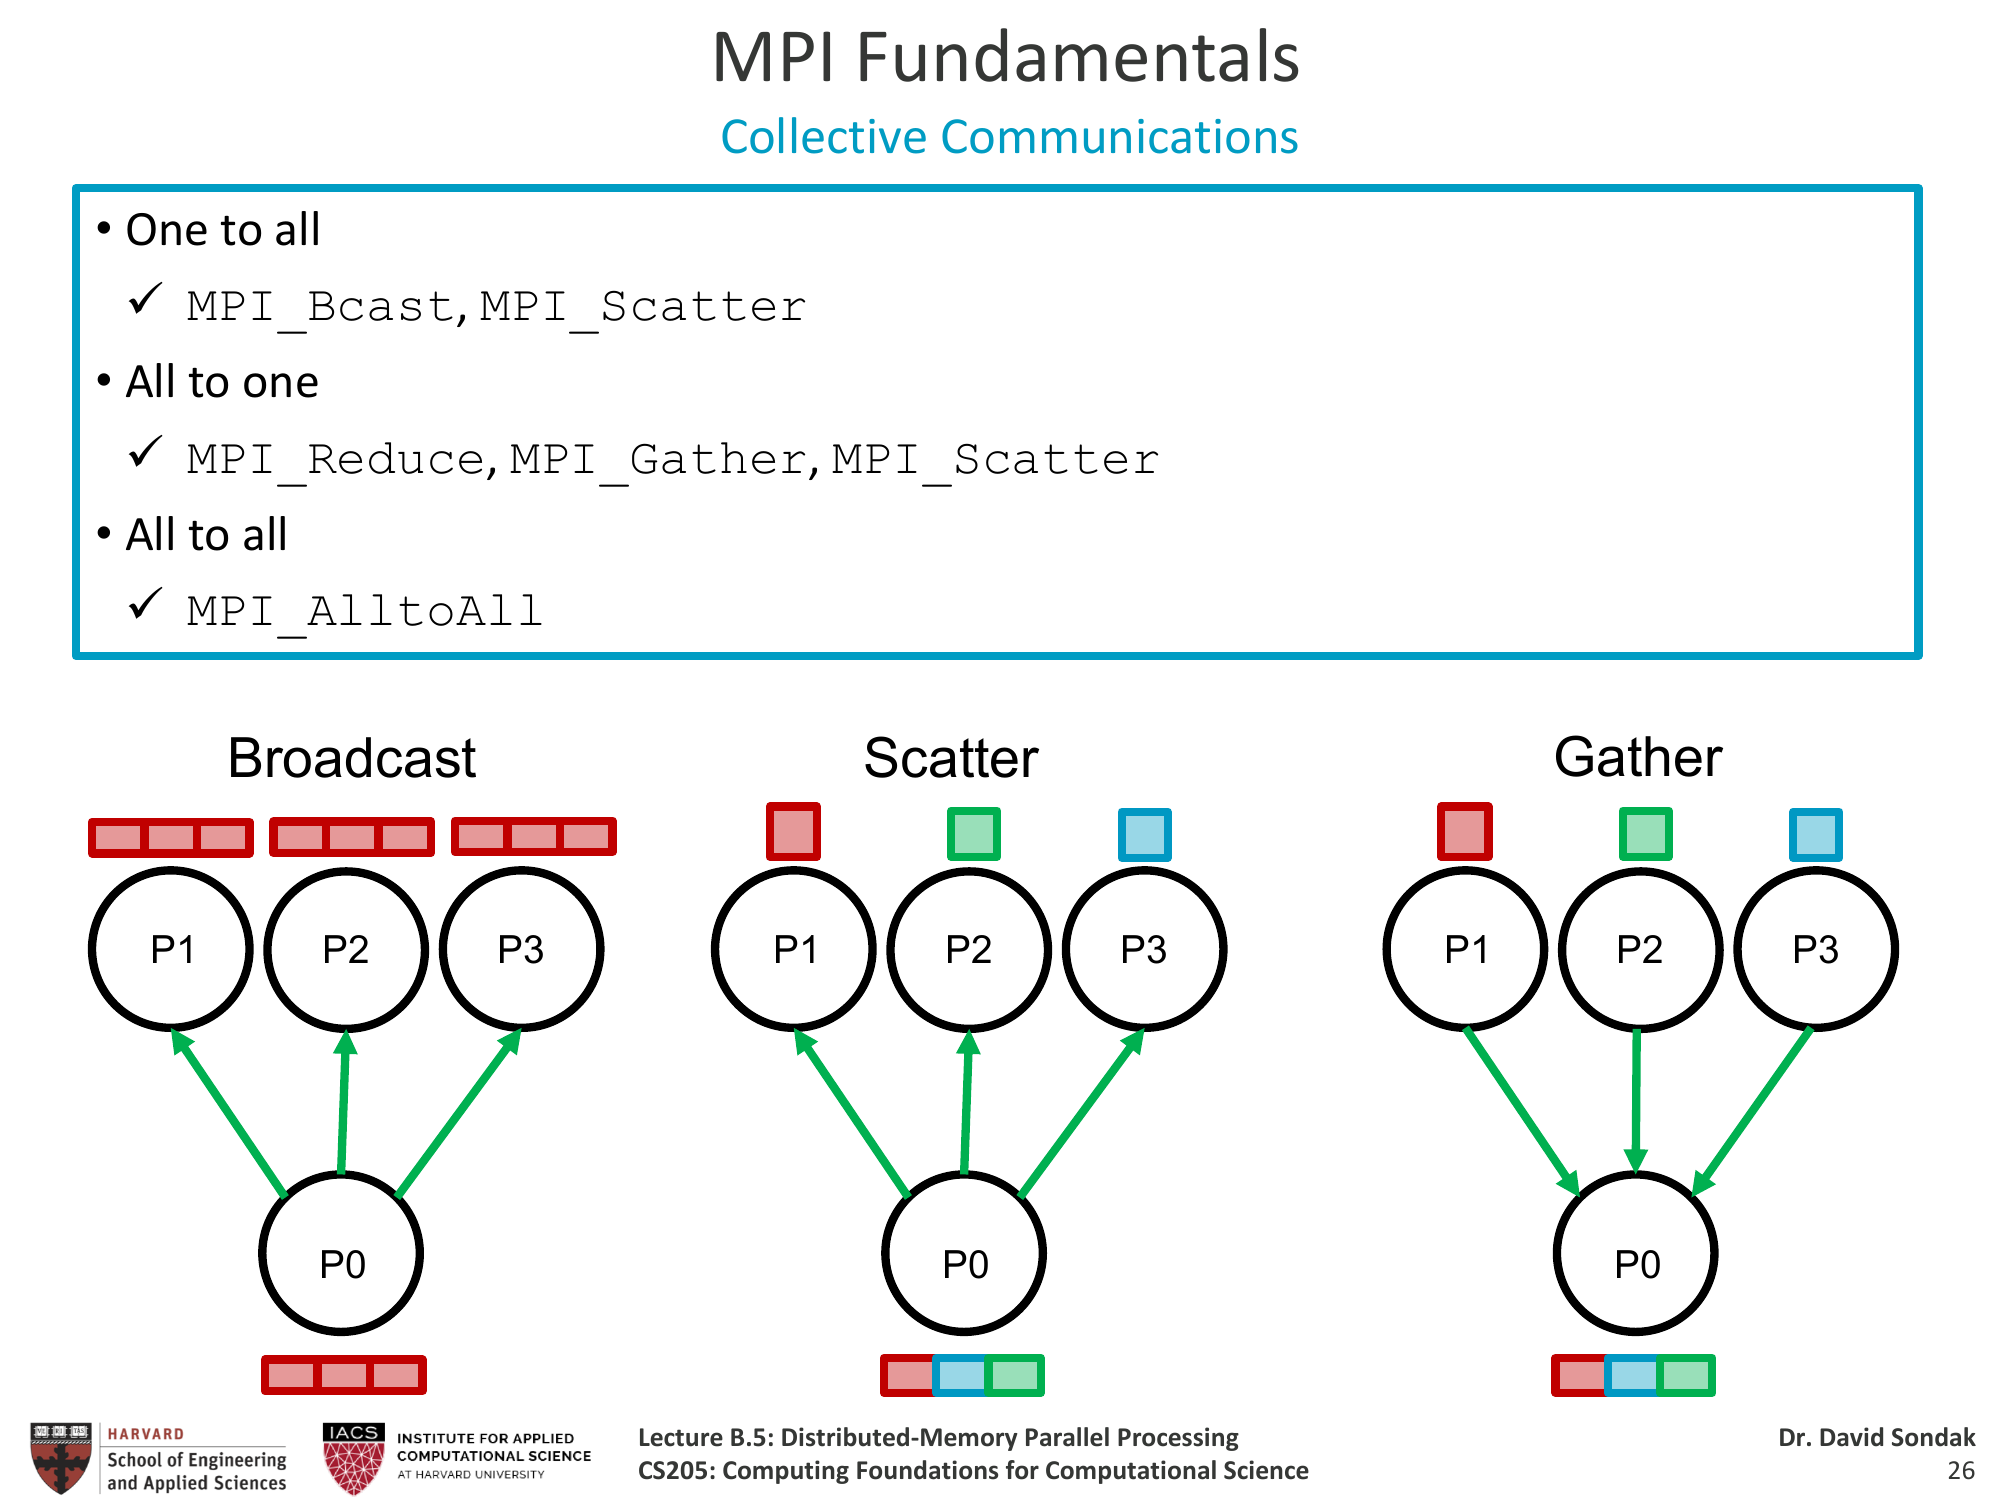 MPI Fundamentals
Collective Communications
• One to all
✓ MPI_Bcast, MPI_Scatter
• All to one
✓ MPI_Reduce, MPI_Gather, MPI_Scatter
• All to all
✓ MPI_AlltoAll
Broadcast
P1 P2 P3
P0
Scatter
P1 P2 P3
P0
Gather
P1 P2 P3
P0
HARVARD
School of Engineering
and Applied Sciences
IACS
INSTITUTE FOR APPLIED
COMPUTATIONAL SCIENCE
AT HARVARD UNIVERSITY
Lecture B.5: Distributed-Memory Parallel Processing
CS205: Computing Foundations for Computational Science
Dr. David Sondak
26